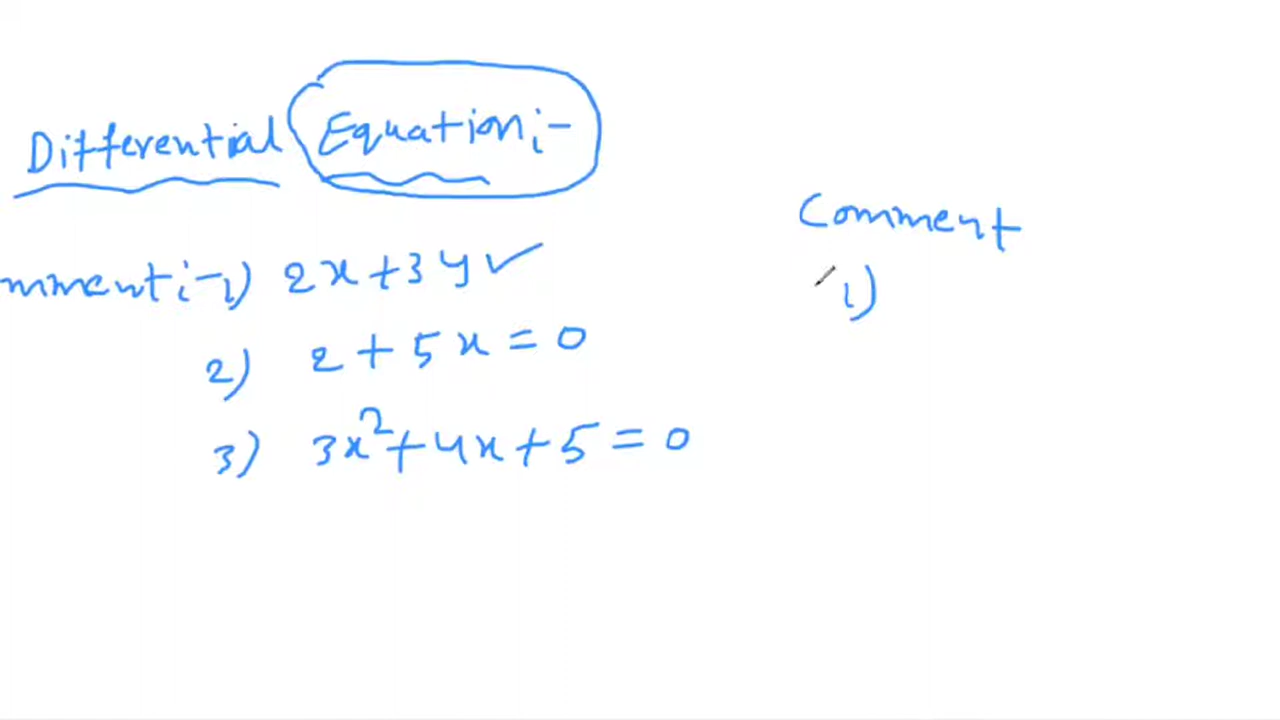 Differential Equation:-
mment:- 1) 2x+3y ✓
2) 2+5x=0
3) 3x²+4x+5=0
Comment
1)